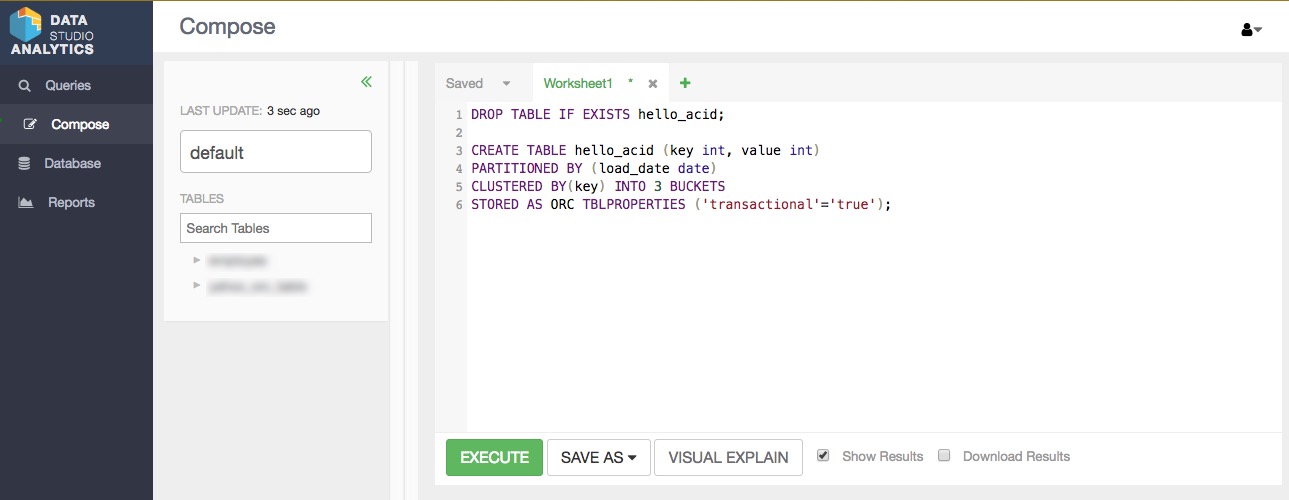 DATA
STUDIO
ANALYTICS
Compose
Queries
Compose
Database
Reports
LAST UPDATE: 3 sec ago
default
TABLES
Search Tables
Saved
Worksheet1 *
1 DROP TABLE IF EXISTS hello_acid;
2
3 CREATE TABLE hello_acid (key int, value int)
4 PARTITIONED BY (load_date date)
5 CLUSTERED BY(key) INTO 3 BUCKETS
6 STORED AS ORC TBLPROPERTIES ('transactional'='true');
EXECUTE
SAVE AS
VISUAL EXPLAIN
Show Results
Download Results